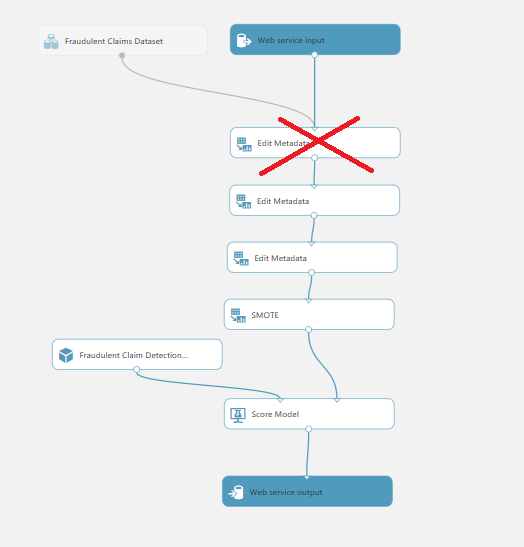 Fraudulent Claims Dataset
Web service input
Edit Metadata
Edit Metadata
Edit Metadata
SMOTE
Fraudulent Claim Detection...
Score Model
Web service output